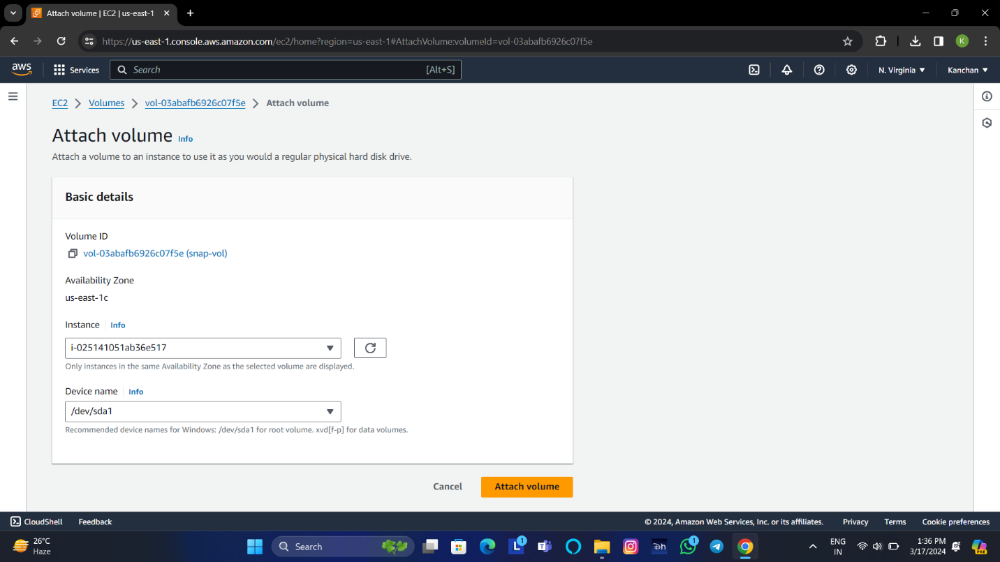 Attach volume | EC2 | us-east-1
https://us-east-1.console.aws.amazon.com/ec2/home?region=us-east-1#AttachVolume:volumeId=vol-03abafb6926c07f5e
K
aws
Services
Search
[Alt+S]
N. Virginia
Kanchan
EC2
Volumes
vol-03abafb6926c07f5e
Attach volume
Attach volume Info
Attach a volume to an instance to use it as you would a regular physical hard disk drive.
Basic details
Volume ID
vol-03abafb6926c07f5e (snap-vol)
Availability Zone
us-east-1c
Instance Info
i-025141051ab36e517
Only instances in the same Availability Zone as the selected volume are displayed.
Device name Info
/dev/sda1
Recommended device names for Windows: /dev/sda1 for root volume. xvd[f-p] for data volumes.
Cancel
Attach volume
CloudShell
Feedback
© 2024, Amazon Web Services, Inc. or its affiliates.
Privacy
Terms
Cookie preferences
26°C
Haze
Search
L
1
Dh
1
ENG
IN
1:36 PM
3/17/2024
PRE